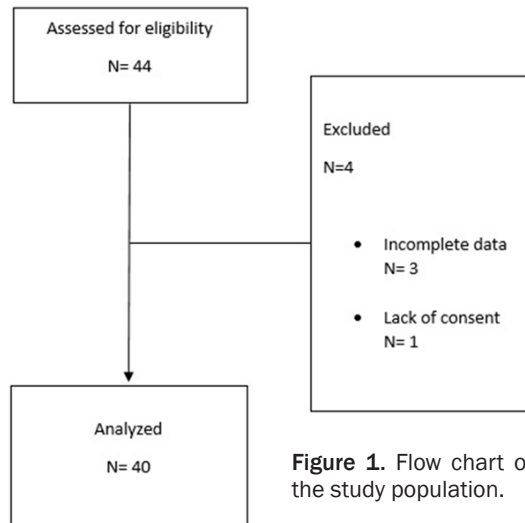 Assessed for eligibility
N= 44
Excluded
N=4
• Incomplete data
N= 3
• Lack of consent
N= 1
Analyzed
N= 40
Figure 1. Flow chart o
the study population.